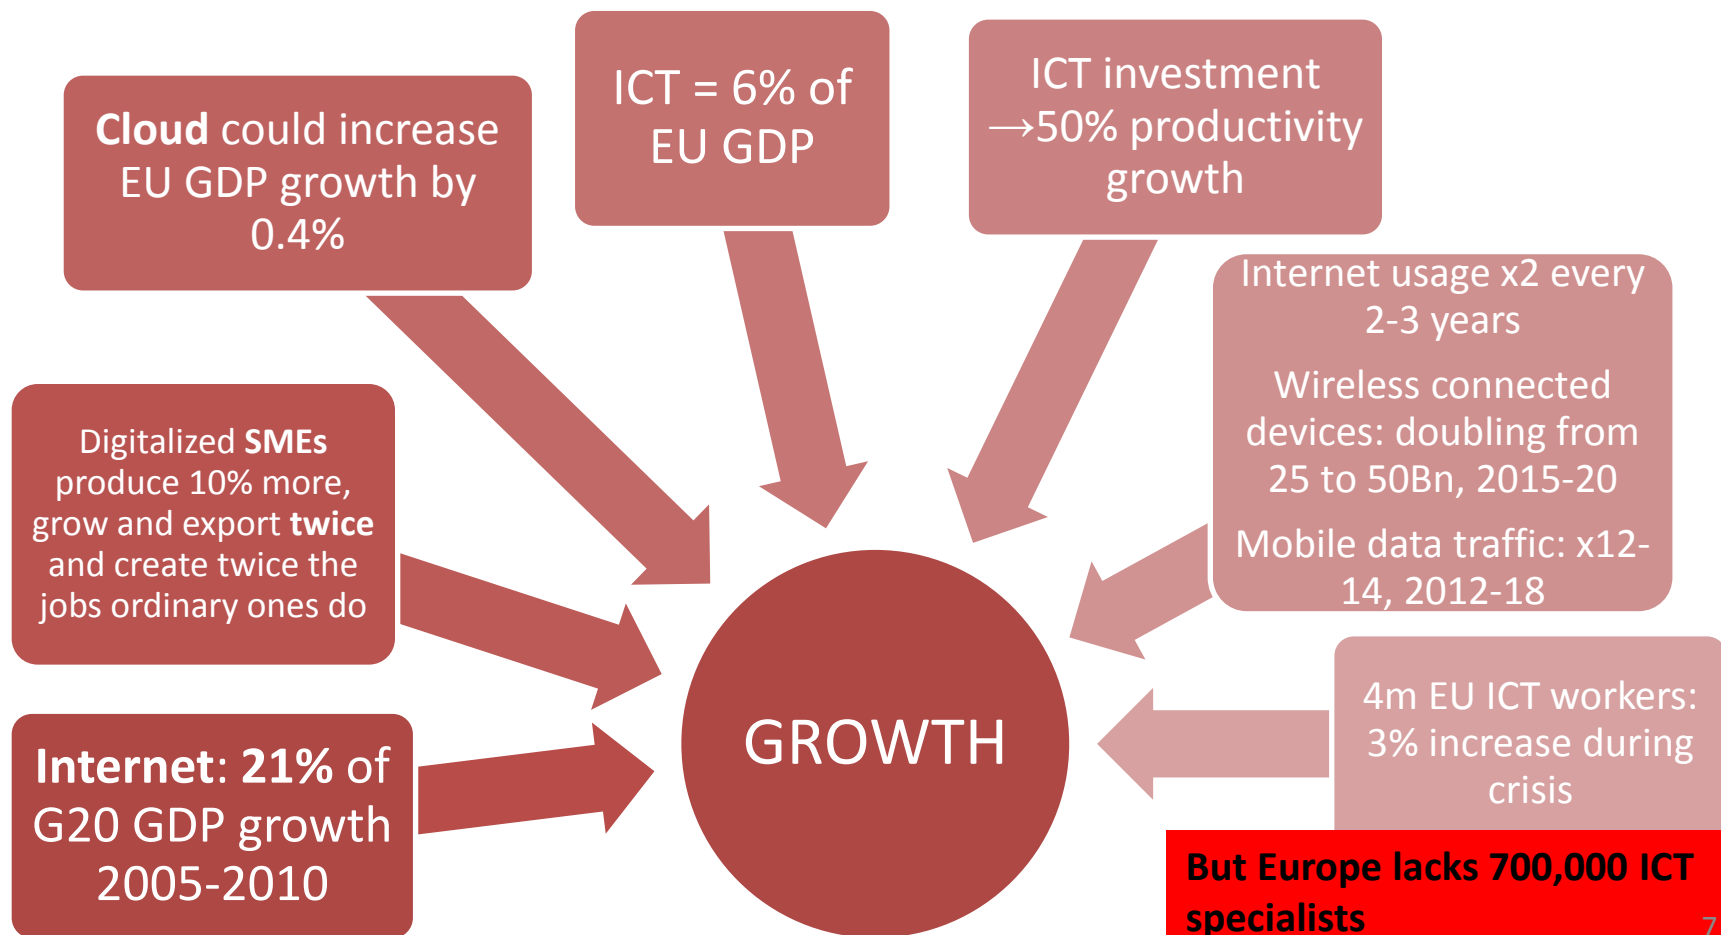 Cloud could increase
EU GDP growth by
0.4%
ICT = 6% of
EU GDP
ICT investment
→50% productivity
growth
Internet usage x2 every
2-3 years
Wireless connected
devices: doubling from
25 to 50Bn, 2015-20
Mobile data traffic: x12-
14, 2012-18
Digitalized SMEs
produce 10% more,
grow and export twice
and create twice the
jobs ordinary ones do
Internet: 21% of
G20 GDP growth
2005-2010
GROWTH
4m EU ICT workers:
3% increase during
crisis
But Europe lacks 700,000 ICT
specialists
7